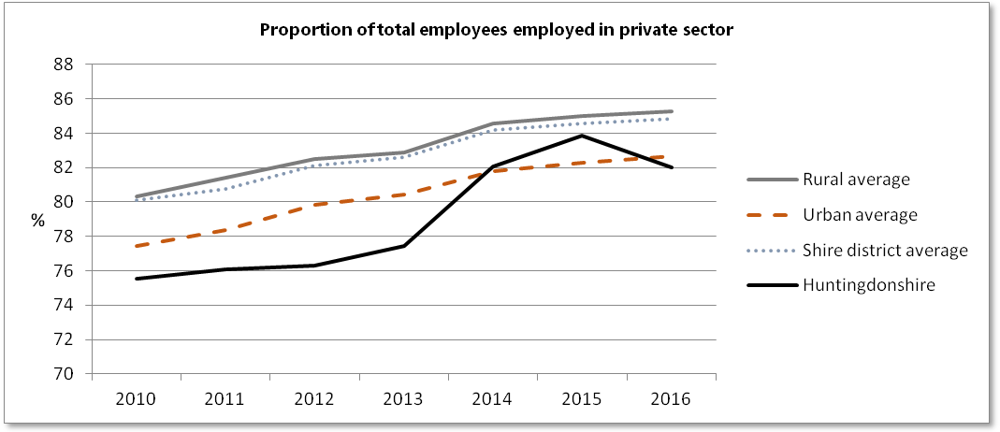 Proportion of total employees employed in private sector
88
86
84
82
80
78
76
74
72
70
%
2010 2011 2012 2013 2014 2015 2016
Rural average
Urban average
Shire district average
Huntingdonshire